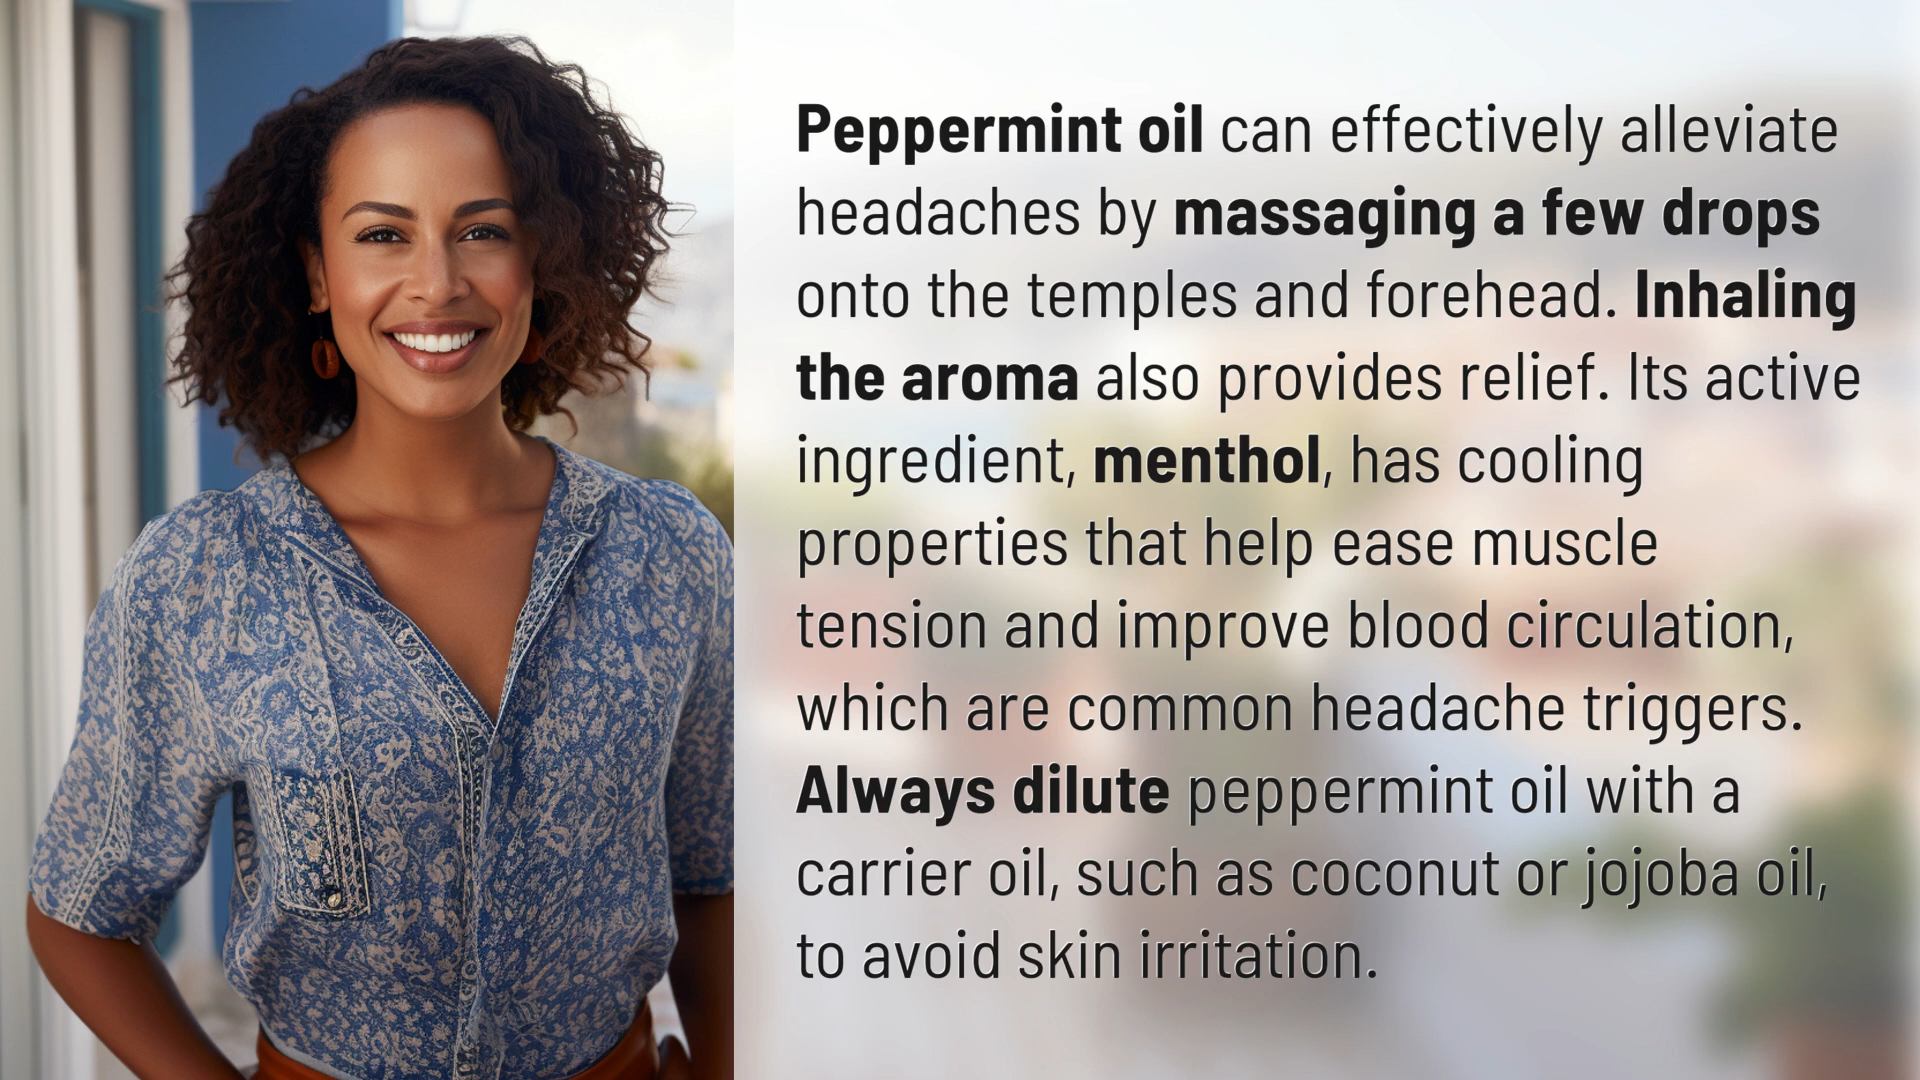 Peppermint oil can effectively alleviate
headaches by massaging a few drops
onto the temples and forehead. Inhaling
the aroma also provides relief. Its active
ingredient, menthol, has cooling
properties that help ease muscle
tension and improve blood circulation,
which are common headache triggers.
Always dilute peppermint oil with a
carrier oil, such as coconut or jojoba oil,
to avoid skin irritation.